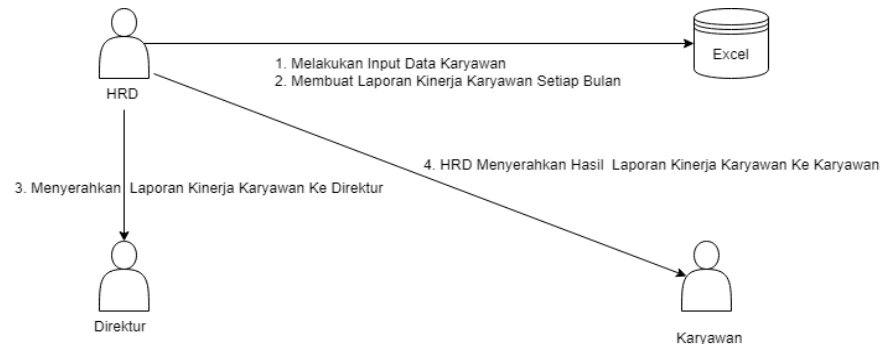 Excel
1. Melakukan Input Data Karyawan
2. Membuat Laporan Kinerja Karyawan Setiap Bulan
HRD
4. HRD Menyerahkan Hasil Laporan Kinerja Karyawan Ke Karyawan
3. Menyerahkan Laporan Kinerja Karyawan Ke Direktur
Direktur
Karyawan